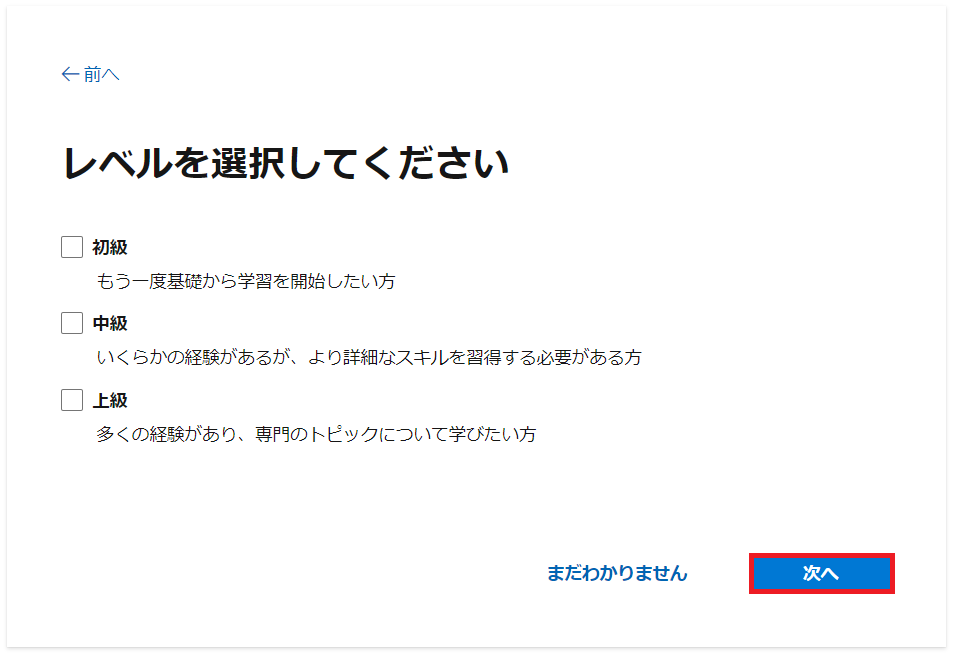 ← 前へ
レベルを選択してください
初級
もう一度基礎から学習を開始したい方
中級
いくらかの経験があるが、より詳細なスキルを習得する必要がある方
上級
多くの経験があり、専門のトピックについて学びたい方
まだわかりません
次へ